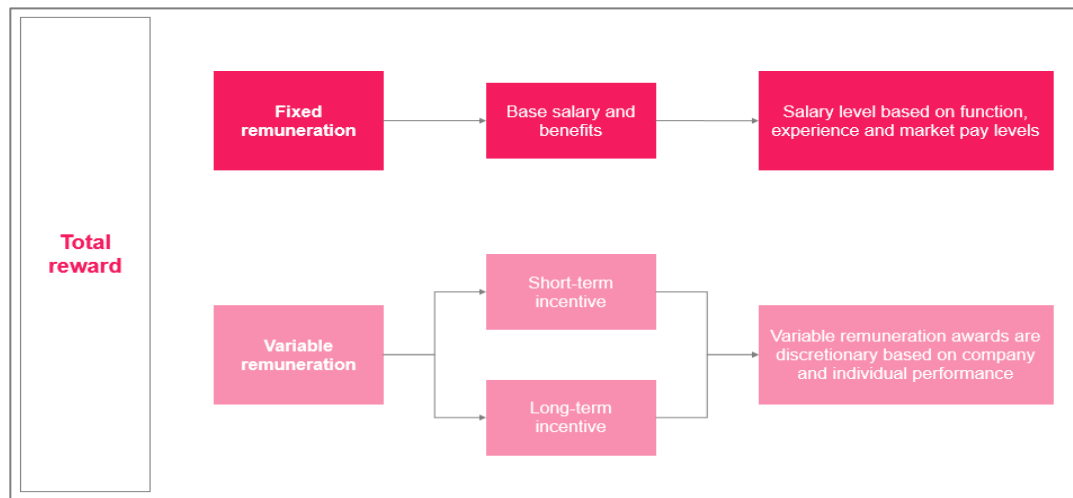 Total
reward
Fixed
remuneration
Base salary and
benefits
Salary level based on function,
experience and market pay levels
Variable
remuneration
Short-term
incentive
Long-term
incentive
Variable remuneration awards are
discretionary based on company
and individual performance